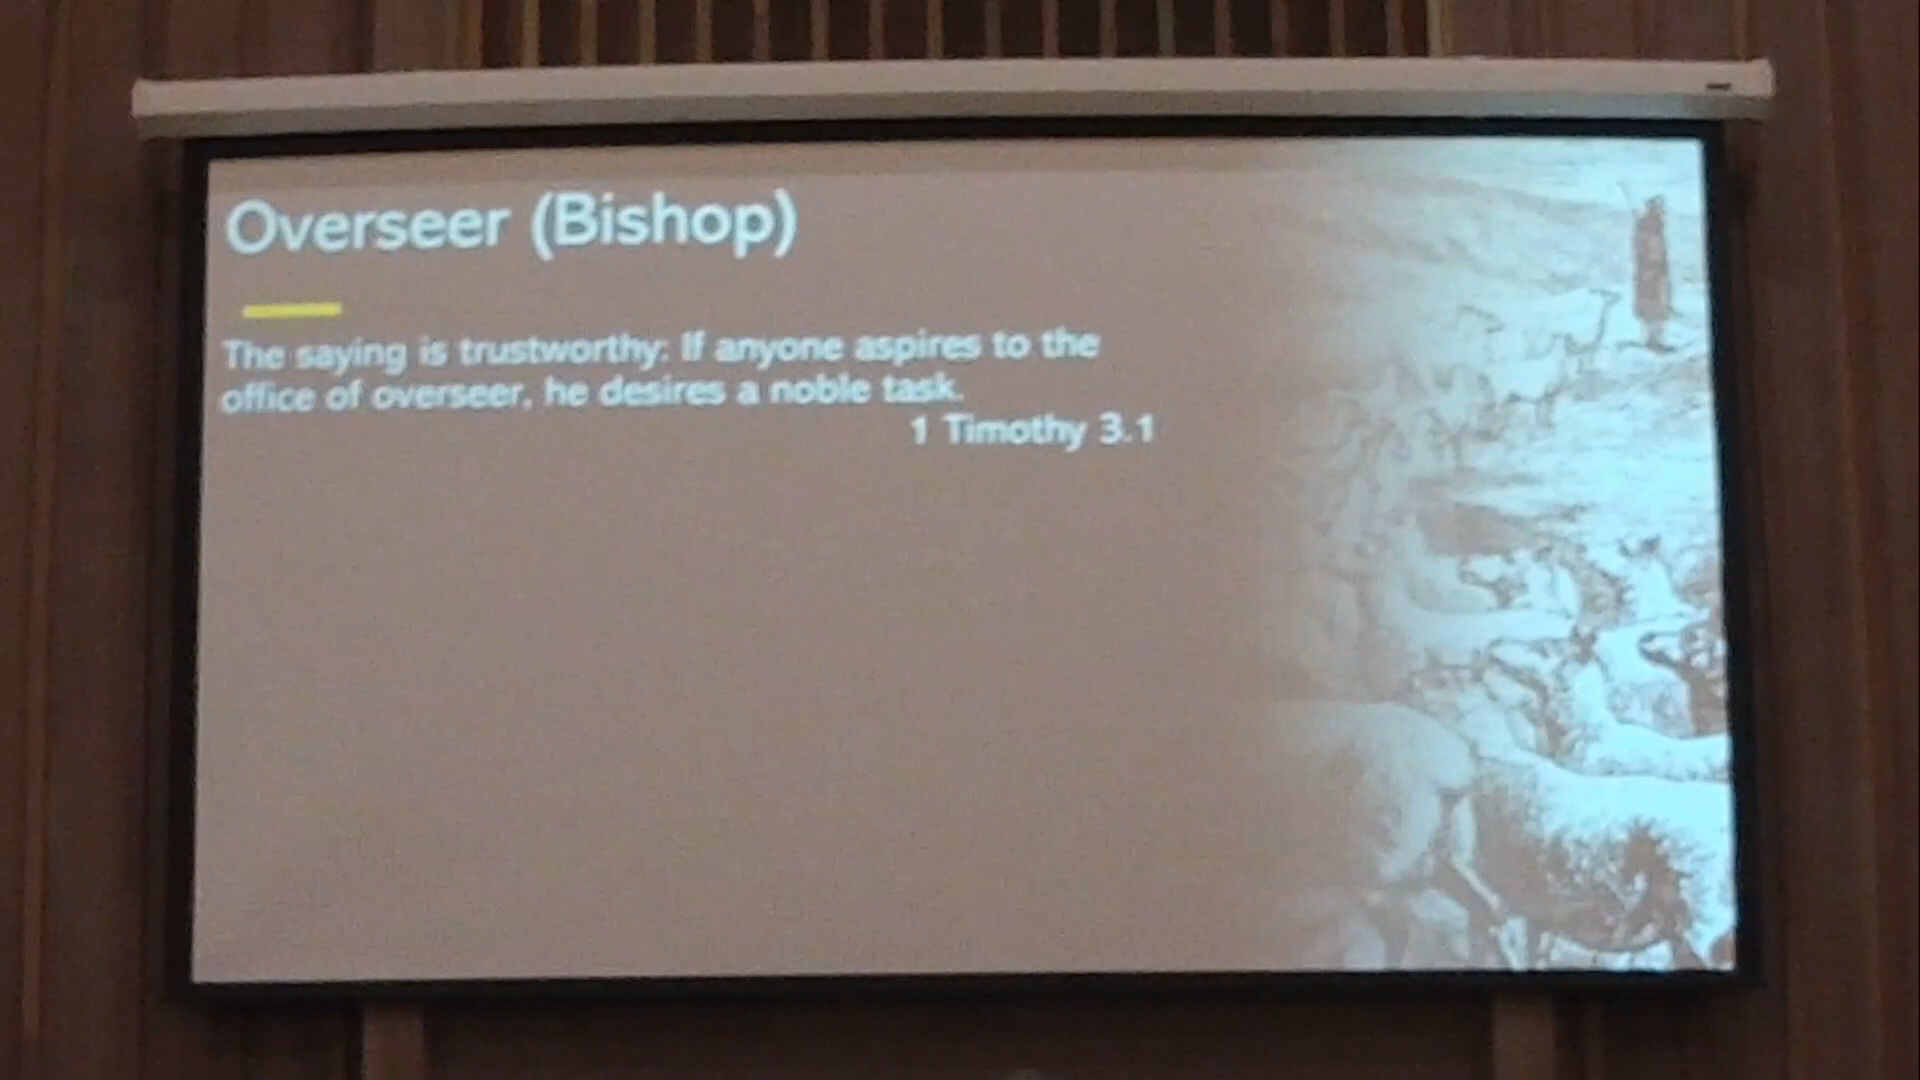 Overseer (Bishop)
The saying is trustworthy: If anyone aspires to the
office of overseer, he desires a noble task.
1 Timothy 3.1